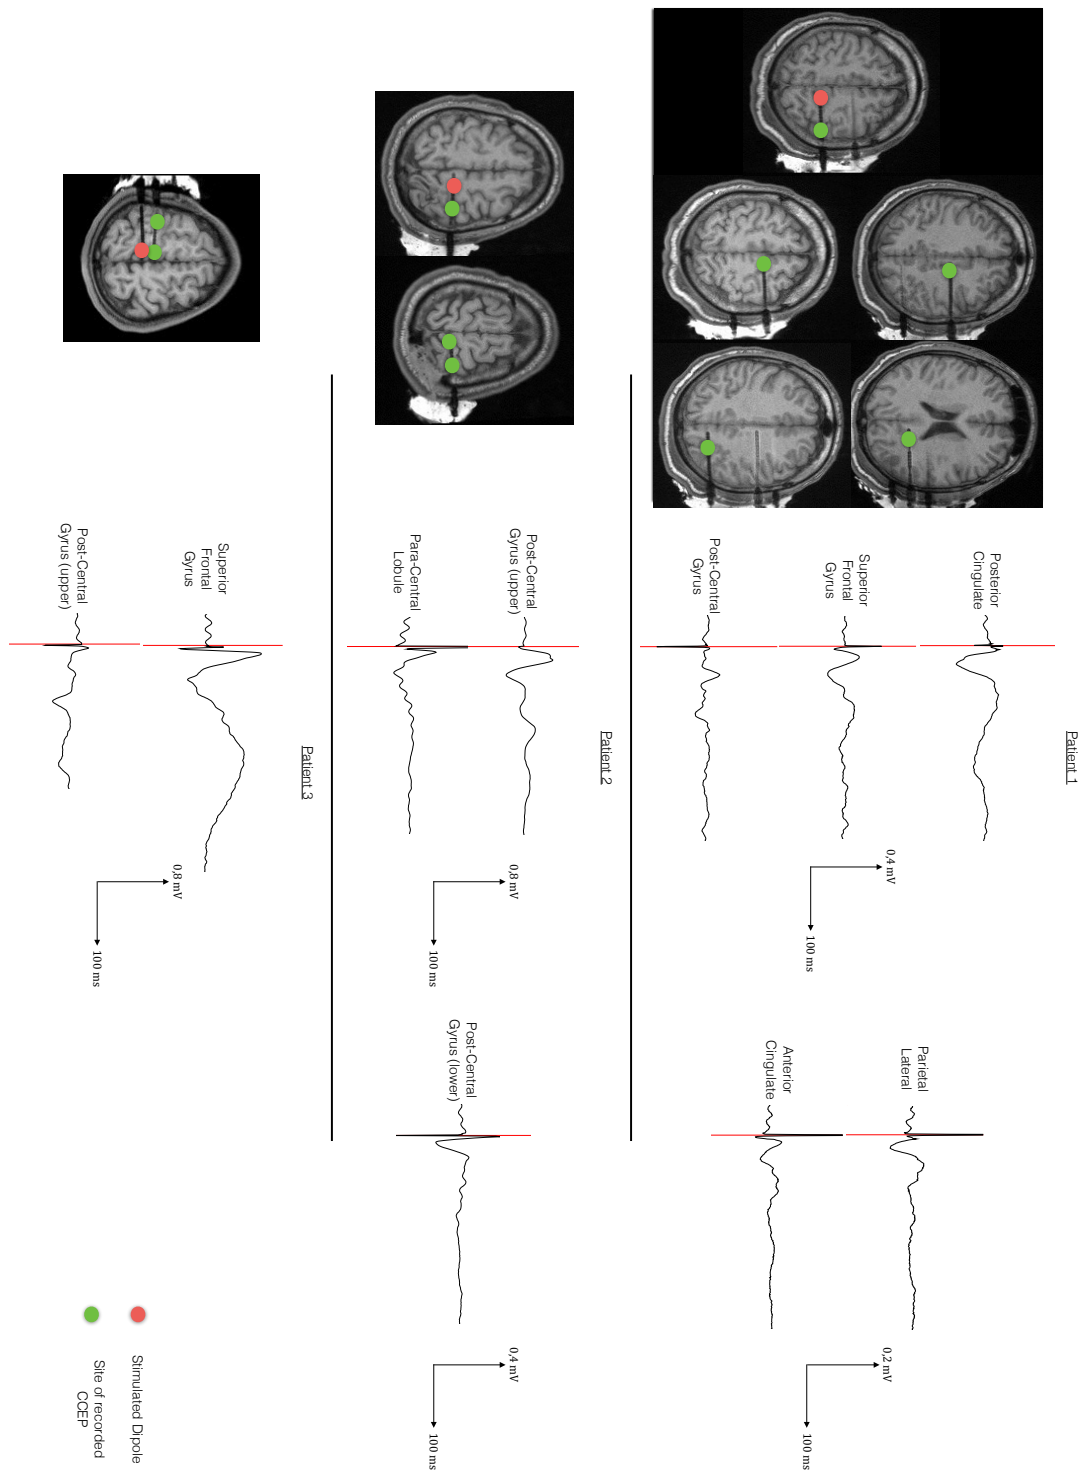 Patient 1
Posterior
Cingulate
Superior
Frontal
Gyrus
Post-Central
Gyrus
0,4 mV
100 ms
Parietal
Lateral
Anterior
Cingulate
0,2 mV
100 ms
Patient 2
Post-Central
Gyrus (upper)
Para-Central
Lobule
0,8 mV
100 ms
Post-Central
Gyrus (lower)
0,4 mV
100 ms
Patient 3
Superior
Frontal
Gyrus
Post-Central
Gyrus (upper)
0,8 mV
100 ms
Stimulated Dipole
Site of recorded
CCEP